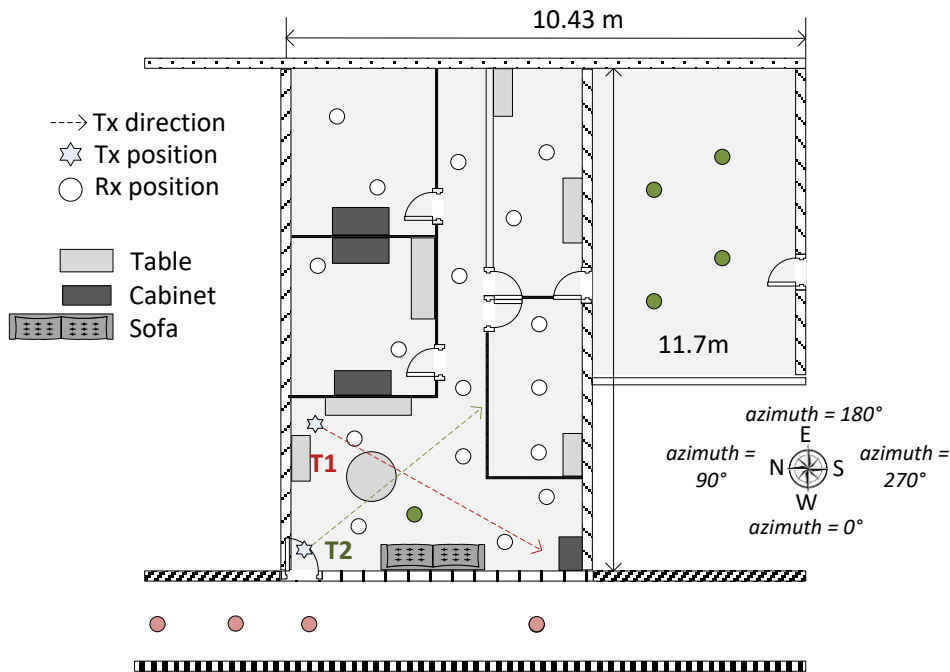 10.43 m
Tx direction
Tx position
Rx position
Table
Cabinet
Sofa
11.7m
T1
T2
azimuth = 180°
E
azimuth =
90°
N
S
azimuth =
270°
W
azimuth = 0°